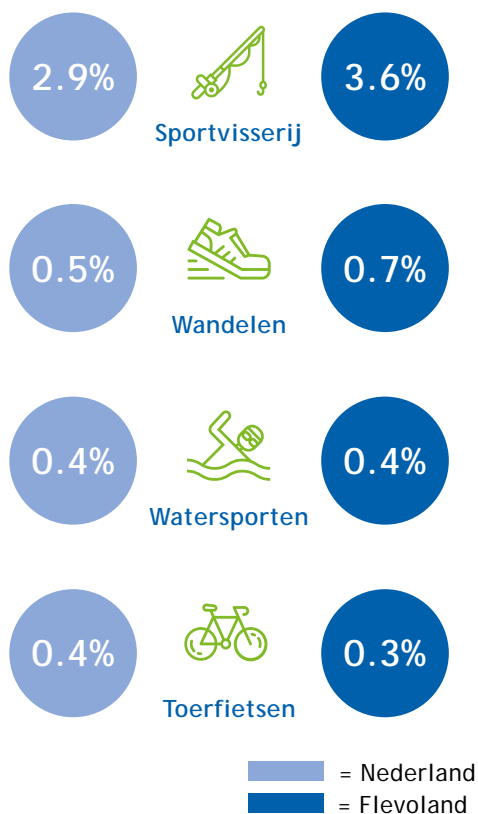 2.9%
3.6%
Sportvisserij
0.5%
0.7%
Wandelen
0.4%
0.4%
Watersporten
0.4%
0.3%
Toerfietsen
= Nederland
= Flevoland